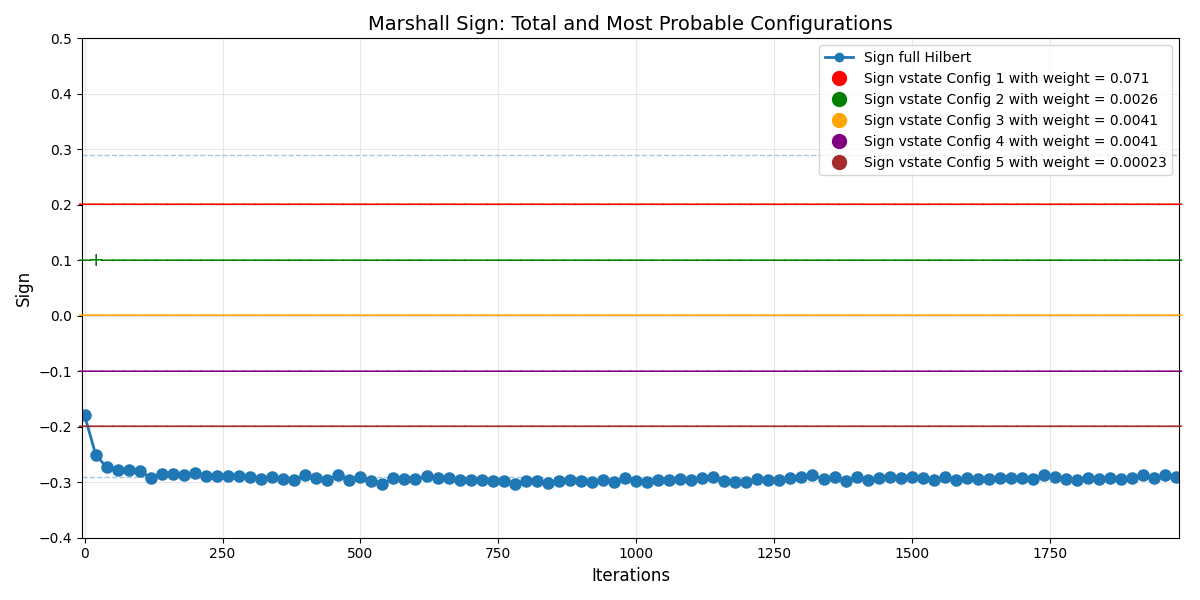 Marshall Sign: Total and Most Probable Configurations
Sign full Hilbert
Sign vstate Config 1 with weight = 0.071
Sign vstate Config 2 with weight = 0.0026
Sign vstate Config 3 with weight = 0.0041
Sign vstate Config 4 with weight = 0.0041
Sign vstate Config 5 with weight = 0.00023
Sign
0.5
0.4
0.3
0.2
0.1
0.0
−0.1
−0.2
−0.3
−0.4
0 250 500 750 1000 1250 1500 1750
Iterations